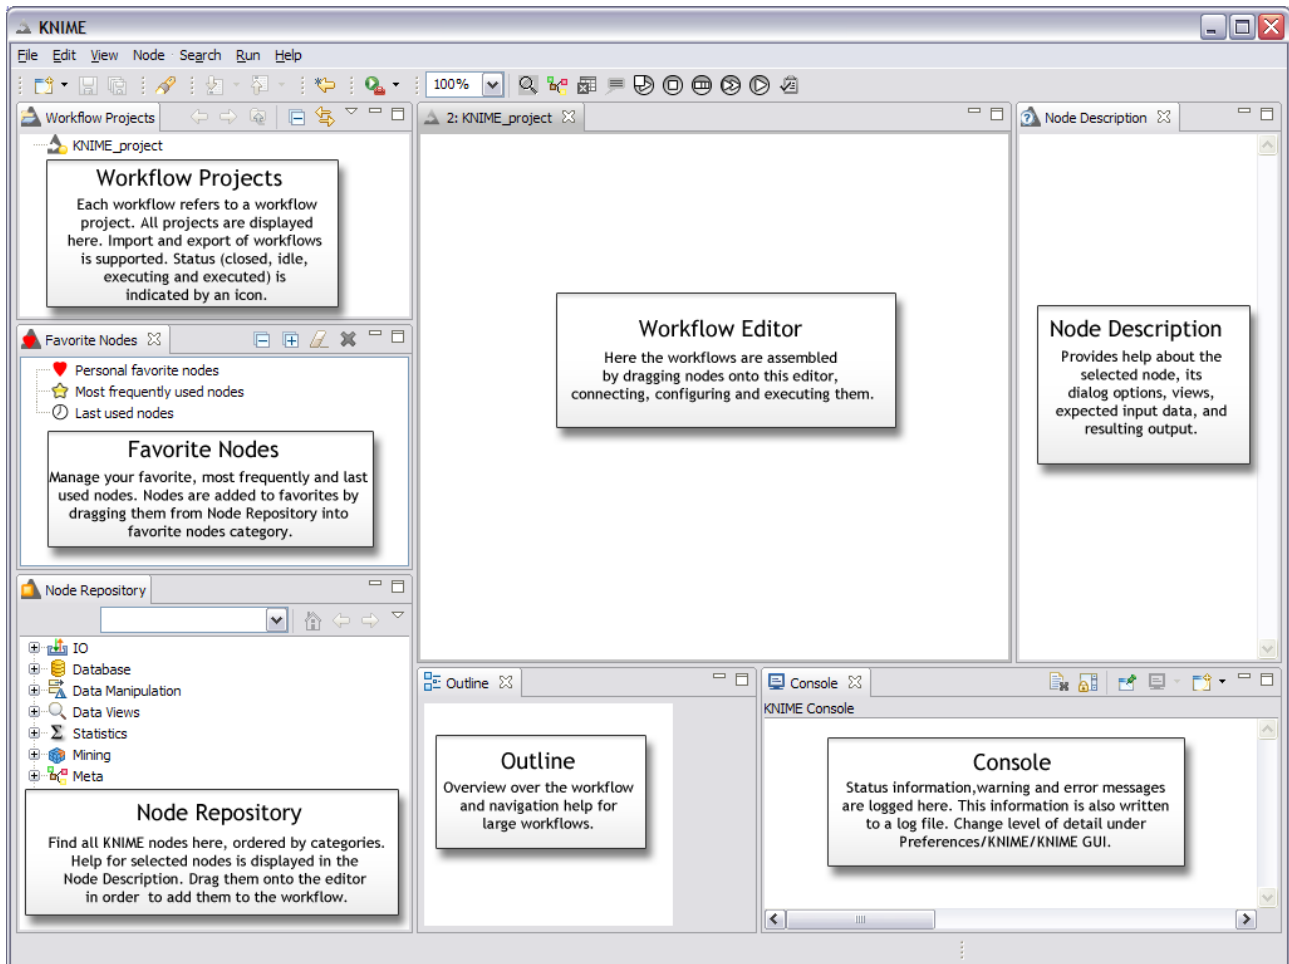 KNIME
File Edit View Node Search Run Help
100%
Workflow Projects
KNIME_project
Workflow Projects
Each workflow refers to a workflow
project. All projects are displayed
here. Import and export of workflows
is supported. Status (closed, idle,
executing and executed) is
indicated by an icon.
Favorite Nodes
Personal favorite nodes
Most frequently used nodes
Last used nodes
Favorite Nodes
Manage your favorite, most frequently and last
used nodes. Nodes are added to favorites by
dragging them from Node Repository into
favorite nodes category.
Node Repository
IO
Database
Data Manipulation
Data Views
Statistics
Mining
Meta
Node Repository
Find all KNIME nodes here, ordered by categories.
Help for selected nodes is displayed in the
Node Description. Drag them onto the editor
in order to add them to the workflow.
2: KNIME_project
Workflow Editor
Here the workflows are assembled
by dragging nodes onto this editor,
connecting, configuring and executing them.
Node Description
Node Description
Provides help about the
selected node, its
dialog options, views,
expected input data, and
resulting output.
Outline
Outline
Overview over the workflow
and navigation help for
large workflows.
Console
KNIME Console
Console
Status information,warning and error messages
are logged here. This information is also written
to a log file. Change level of detail under
Preferences/KNIME/KNIME GUI.